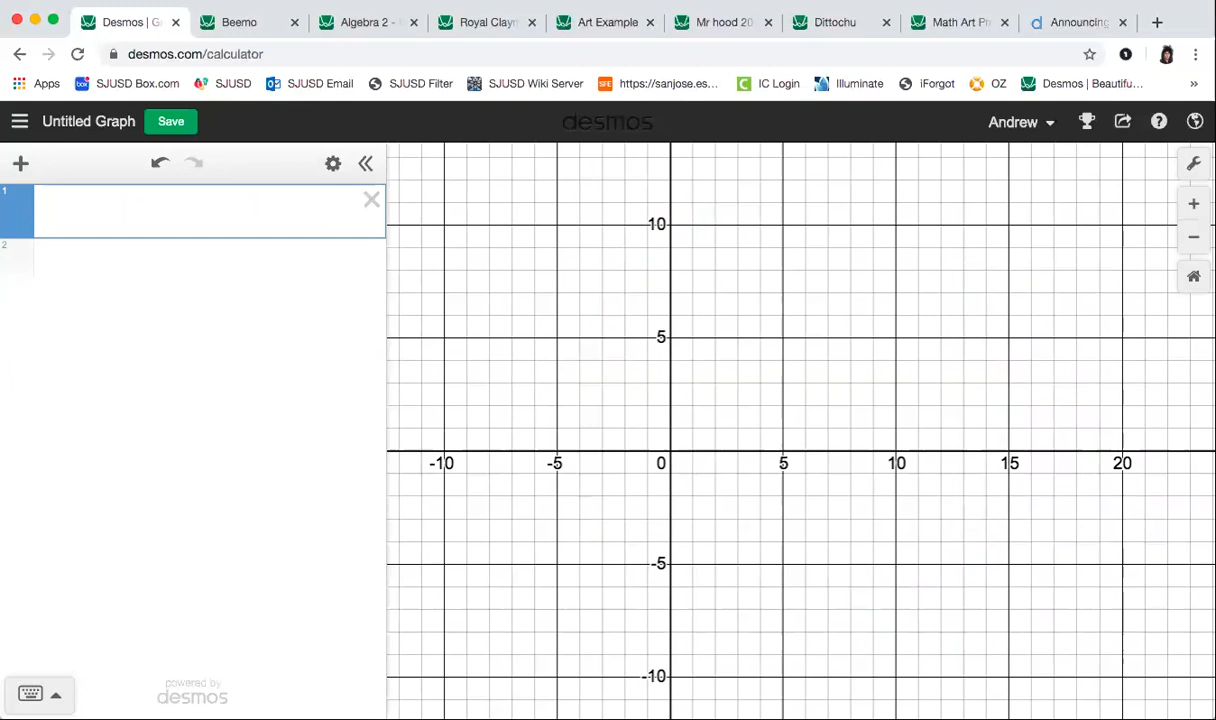 Desmos | G
Beemo
Algebra 2 -
Royal Claym
Art Example
Mr hood 20
Dittochu
Math Art Pr
Announcing
desmos.com/calculator
Apps
SJUSD Box.com
SJUSD
SJUSD Email
SJUSD Filter
SJUSD Wiki Server
https://sanjose.es...
IC Login
Illuminate
iForgot
OZ
Desmos | Beautifu...
»
Untitled Graph
Save
desmos
Andrew
1
2
10
5
-10
-5
0
5
10
15
20
-5
-10
powered by
desmos